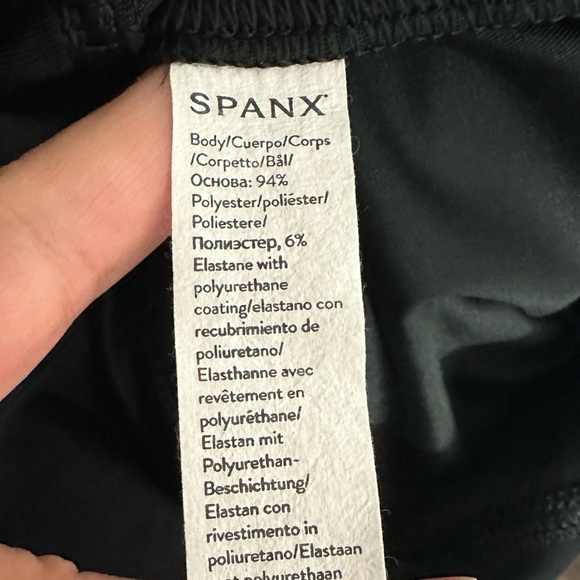 SPANX
Body/Cuerpo/Corps
/Corpetto/Bål/
Основа: 94%
Polyester/poliéster/
Poliestere/
Полиэстер, 6%
Elastane with
polyurethane
coating/elastano con
recubrimiento de
poliuretano/
Elasthanne avec
revêtement en
polyuréthane/
Elastan mit
Polyurethan-
Beschichtung/
Elastan con
rivestimento in
poliuretano/Elastaan
polyurethaan